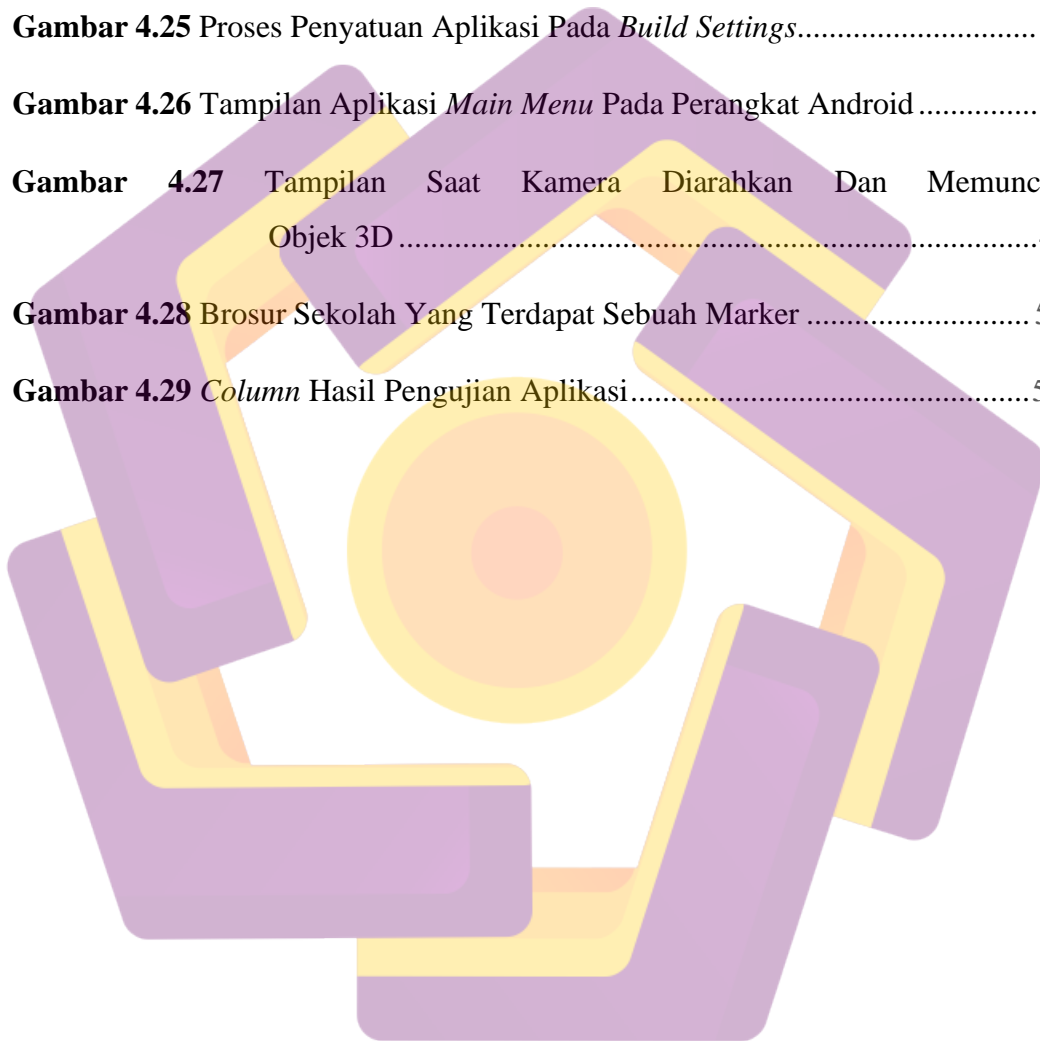 Gambar 4.25 Proses Penyatuan Aplikasi Pada Build Settings..............................
Gambar 4.26 Tampilan Aplikasi Main Menu Pada Perangkat Android ...............
Gambar 4.27 Tampilan Saat Kamera Diarahkan Dan
Objek 3D .................................................................................
Gambar 4.28 Brosur Sekolah Yang Terdapat Sebuah Marker ............................
Gambar 4.29 Column Hasil Pengujian Aplikasi..................................................